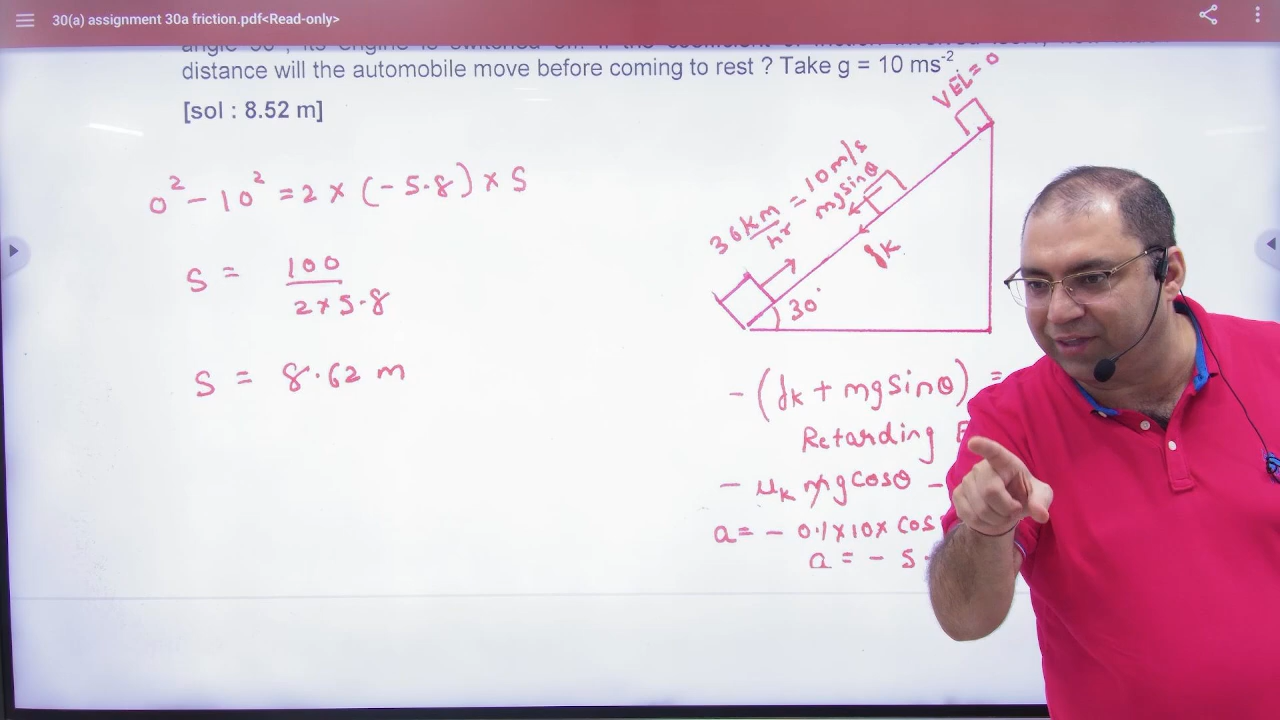 30(a) assignment 30a friction.pdf<Read-only>
distance will the automobile move before coming to rest ? Take g = 10 ms⁻².
[sol : 8.52 m]
0² - 10² = 2 × (-5.8) × S
S = 100 / 2×5.8
S = 8.62 m
VEL = 0
36 km/hr = 10 m/s
mg sinθ
fk
30°
- (fk + mg sinθ) =
Retarding
- μk mg cosθ -
a = - 0.1×10× cos
a = - 5.